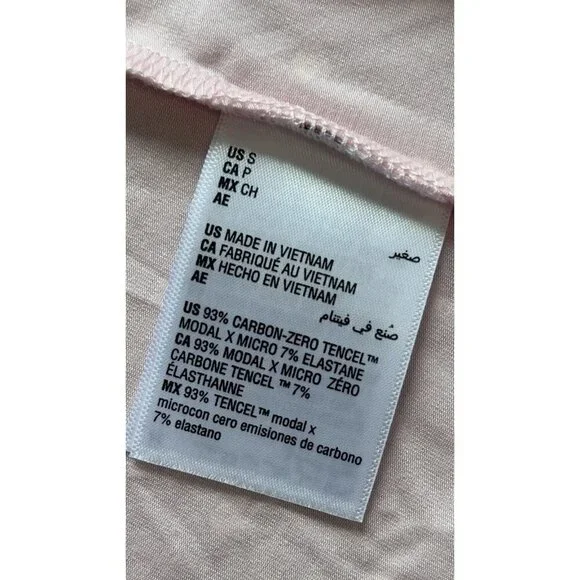 US S
CA P
MX CH
AE
صغير
US MADE IN VIETNAM
CA FABRIQUÉ AU VIETNAM
MX HECHO EN VIETNAM
AE
صُنع في فيتنام
US 93% CARBON-ZERO TENCEL™
MODAL X MICRO 7% ELASTANE
CA 93% MODAL X MICRO ZÉRO
CARBONE TENCEL ™ 7%
ÉLASTHANNE
MX 93% TENCEL™ modal x
microcon cero emisiones de carbono
7% elastano